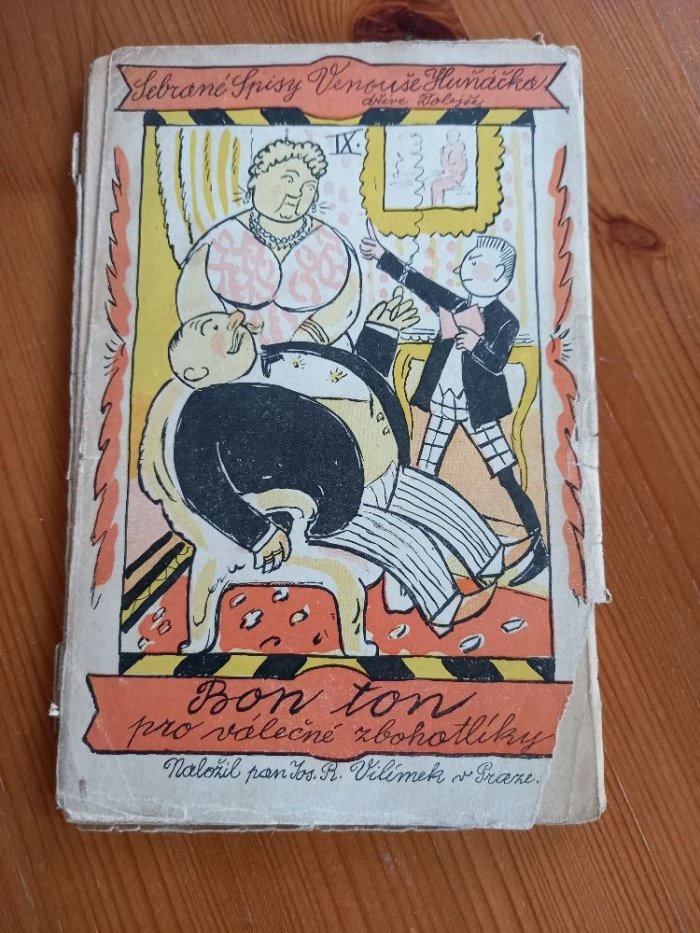 Sebrané Spisy Venouše Huňáčka
dříve Dolejší
IX.
Bon ton
pro válečné zbohatlíky
Naložil pan Jos. R. Vilímek v Praze.